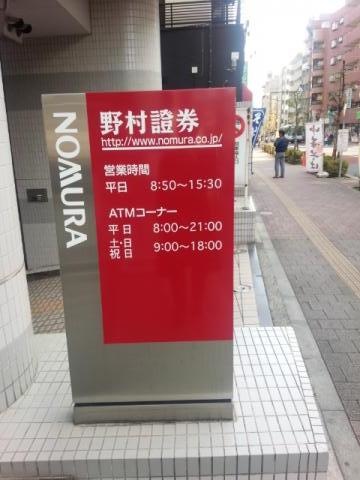 NOMURA
野村證券
http://www.nomura.co.jp/
営業時間
平日 8:50～15:30
ATMコーナー
平日 8:00～21:00
土・日
祝日 9:00～18:00